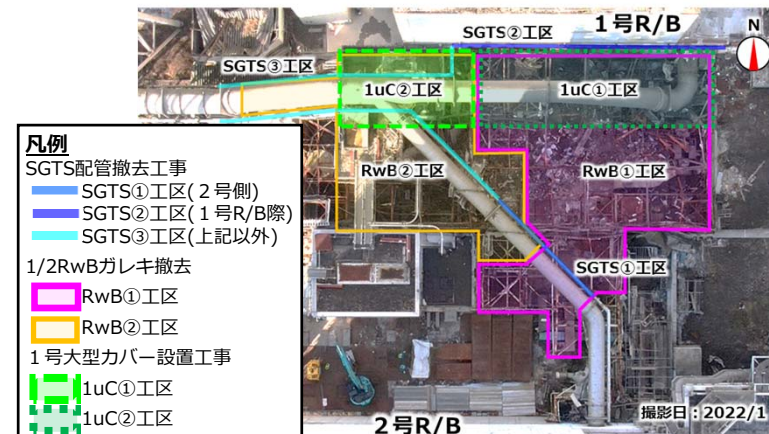 １号R/B
SGTS②工区
N
SGTS③工区
1uC②工区
1uC①工区
RwB②工区
RwB①工区
SGTS①工区
凡例
SGTS配管撤去工事
SGTS①工区(２号側)
SGTS②工区(１号R/B際)
SGTS③工区(上記以外)
1/2RwBガレキ撤去
RwB①工区
RwB②工区
１号大型カバー設置工事
1uC①工区
1uC②工区
２号R/B
撮影日：2022/1